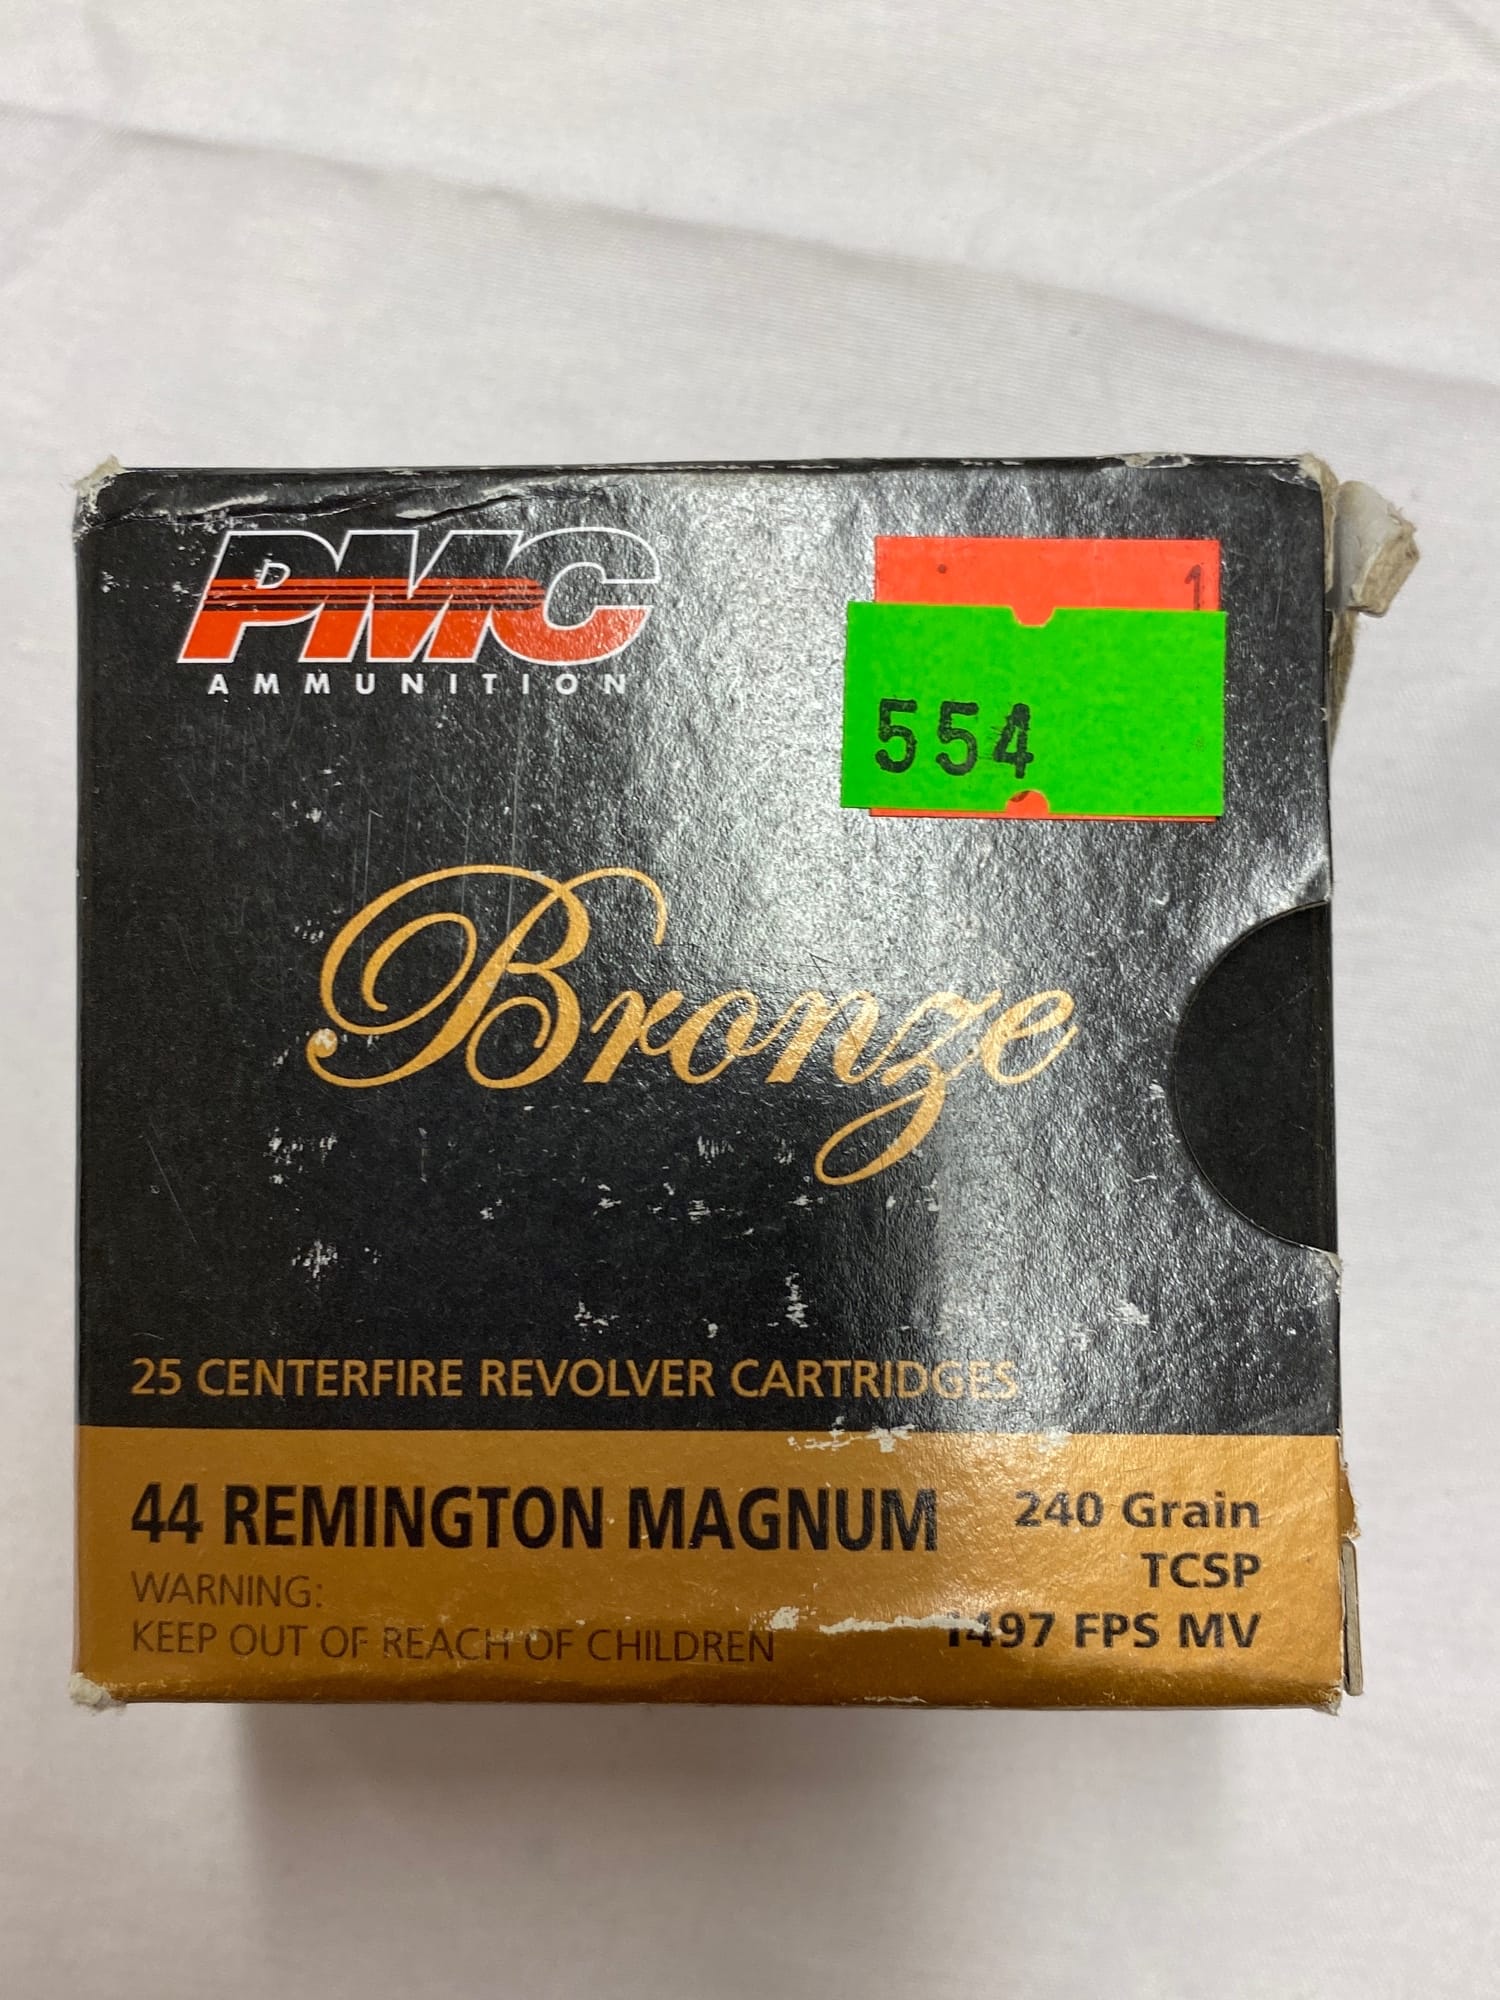 PMC®
AMMUNITION
1
554
Bronze
25 CENTERFIRE REVOLVER CARTRIDGES
44 REMINGTON MAGNUM
240 Grain
TCSP
1497 FPS MV
WARNING:
KEEP OUT OF REACH OF CHILDREN